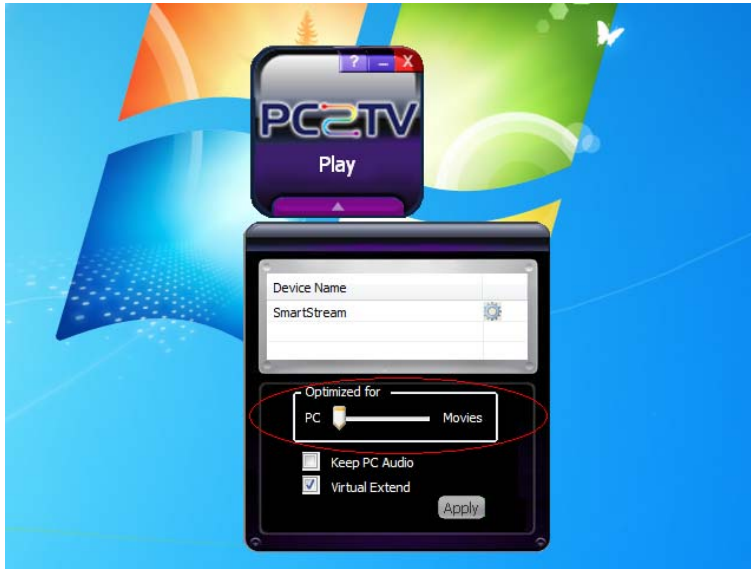 ? – X
PC2TV
Play
Device Name
SmartStream
Optimized for
PC Movies
Keep PC Audio
Virtual Extend
Apply